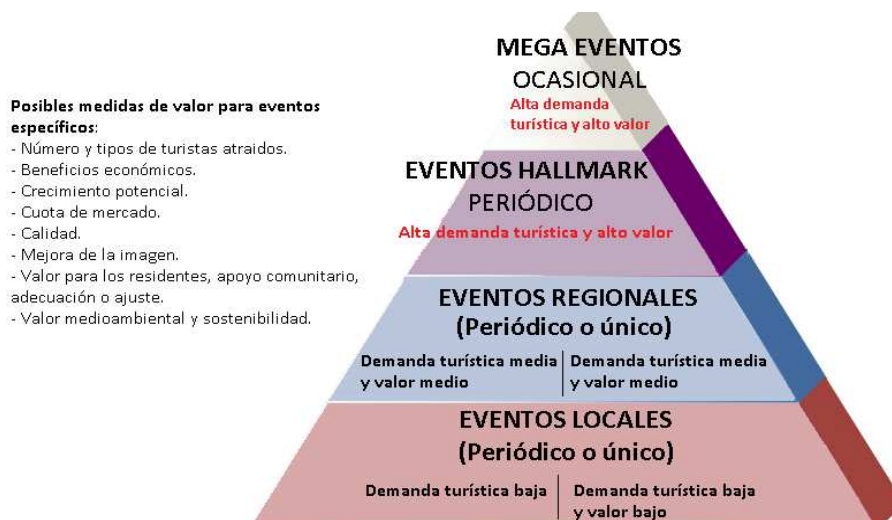 Posibles medidas de valor para eventos
específicos:
- Número y tipos de turistas atraidos.
- Beneficios económicos.
- Crecimiento potencial.
- Cuota de mercado.
- Calidad.
- Mejora de la imagen.
- Valor para los residentes, apoyo comunitario,
adecuación o ajuste.
- Valor medioambiental y sostenibilidad.
MEGA EVENTOS
OCASIONAL
Alta demanda
turística y alto valor
EVENTOS HALLMARK
PERIÓDICO
Alta demanda turística y alto valor
EVENTOS REGIONALES
(Periódico o único)
Demanda turística media
y valor medio
Demanda turística media
y valor medio
EVENTOS LOCALES
(Periódico o único)
Demanda turística baja
Demanda turística baja
y valor bajo